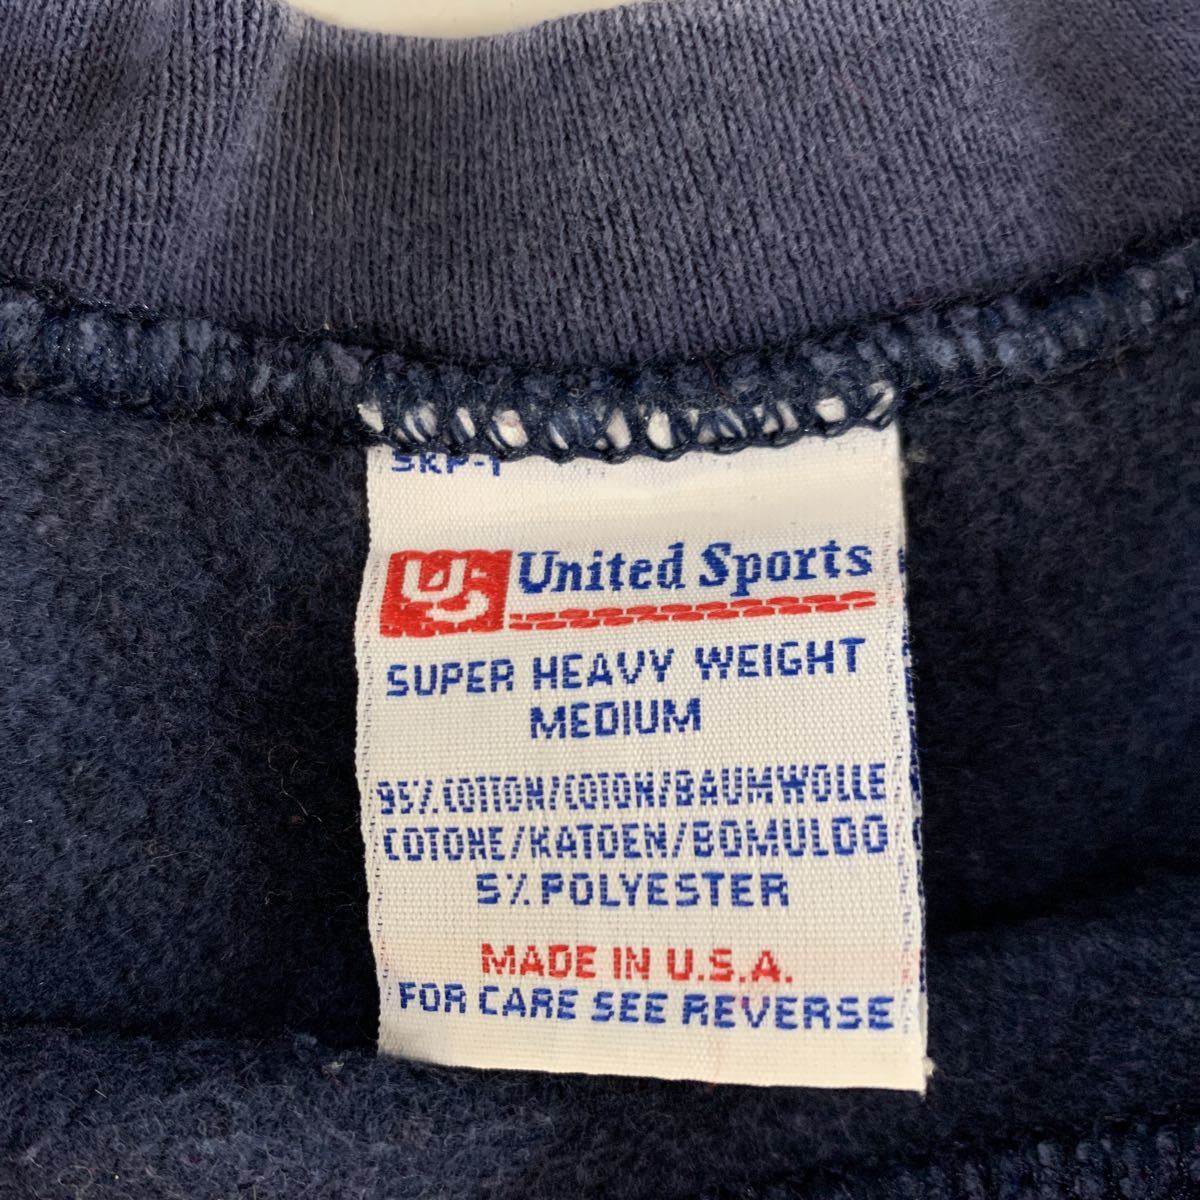 SKP-1
US United Sports
SUPER HEAVY WEIGHT
MEDIUM
95% COTTON/COTON/BAUMWOLLE
COTONE/KATOEN/BOMULDO
5% POLYESTER
MADE IN U.S.A.
FOR CARE SEE REVERSE